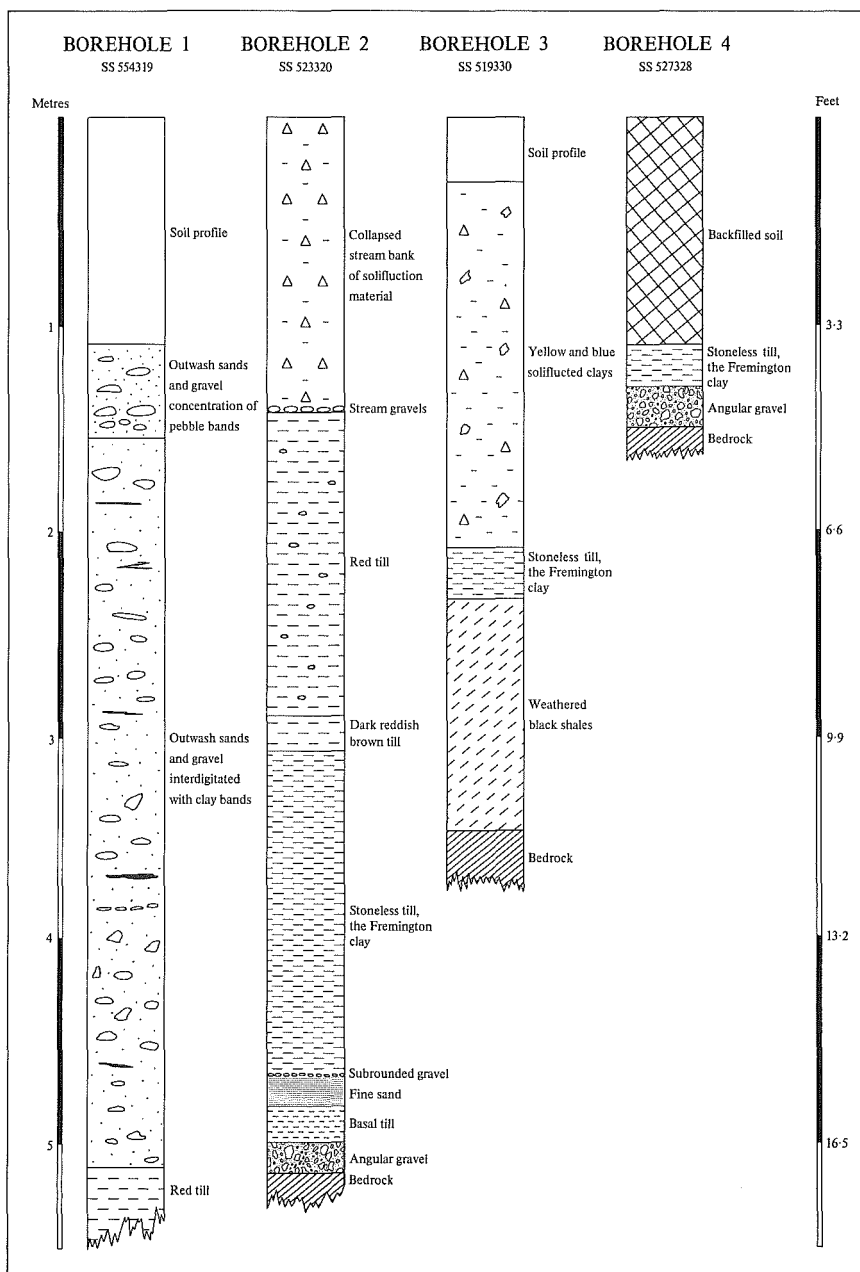 BOREHOLE 1
SS 554319
BOREHOLE 2
SS 523320
BOREHOLE 3
SS 519330
BOREHOLE 4
SS 527328
Metres
1
2
3
4
5
Soil profile
Outwash sands
and gravel
concentration of
pebble bands
Outwash sands
and gravel
interdigitated
with clay bands
Red till
Collapsed
stream bank
of solifluction
material
Stream gravels
Red till
Dark reddish
brown till
Stoneless till,
the Fremington
clay
Subrounded gravel
Fine sand
Basal till
Angular gravel
Bedrock
Soil profile
Yellow and blue
soliflucted clays
Stoneless till,
the Fremington
clay
Weathered
black shales
Bedrock
Backfilled soil
Stoneless till,
the Fremington
clay
Angular gravel
Bedrock
Feet
3·3
6·6
9·9
13·2
16·5